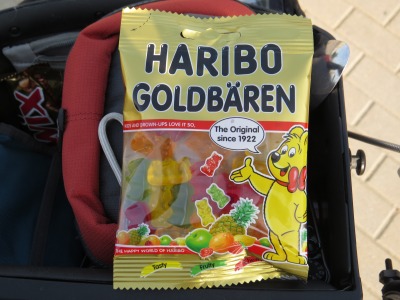 HARIBO
GOLDBÄREN
KIDS AND GROWN-UPS LOVE IT SO,
The Original
since 1922
THE HAPPY WORLD OF HARIBO
Tasty
Fruity